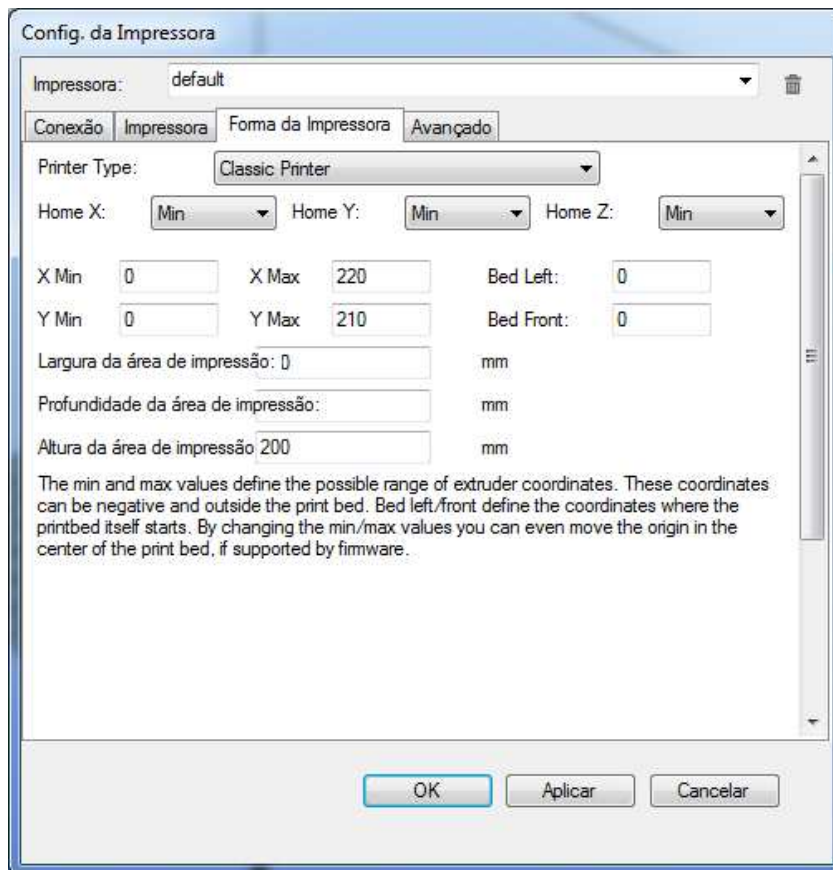 Config. da Impressora
Impressora: default
Conexão Impressora Forma da Impressora Avançado
Printer Type: Classic Printer
Home X: Min Home Y: Min Home Z: Min
X Min 0 X Max 220 Bed Left: 0
Y Min 0 Y Max 210 Bed Front: 0
Largura da área de impressão: 0 mm
Profundidade da área de impressão: mm
Altura da área de impressão 200 mm
The min and max values define the possible range of extruder coordinates. These coordinates
can be negative and outside the print bed. Bed left/front define the coordinates where the
printbed itself starts. By changing the min/max values you can even move the origin in the
center of the print bed, if supported by firmware.
OK Aplicar Cancelar